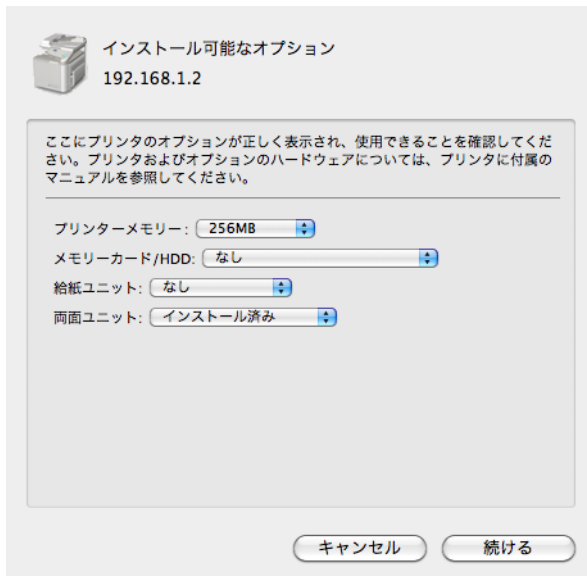 インストール可能なオプション
192.168.1.2
ここにプリンタのオプションが正しく表示され、使用できることを確認してくだ
さい。プリンタおよびオプションのハードウェアについては、プリンタに付属の
マニュアルを参照してください。
プリンターメモリー: 256MB
メモリーカード/HDD: なし
給紙ユニット: なし
両面ユニット: インストール済み
キャンセル 続ける